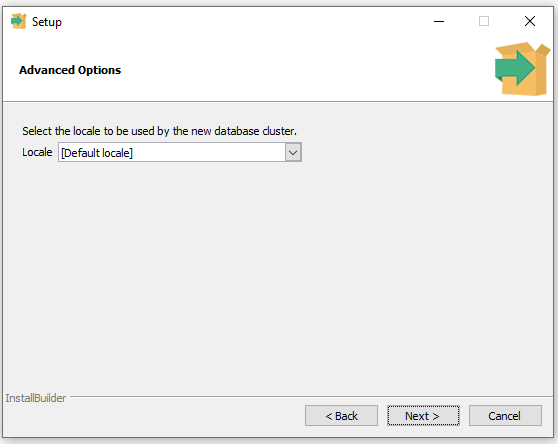 Setup
Advanced Options
Select the locale to be used by the new database cluster.
Locale [Default locale]
InstallBuilder
< Back Next > Cancel